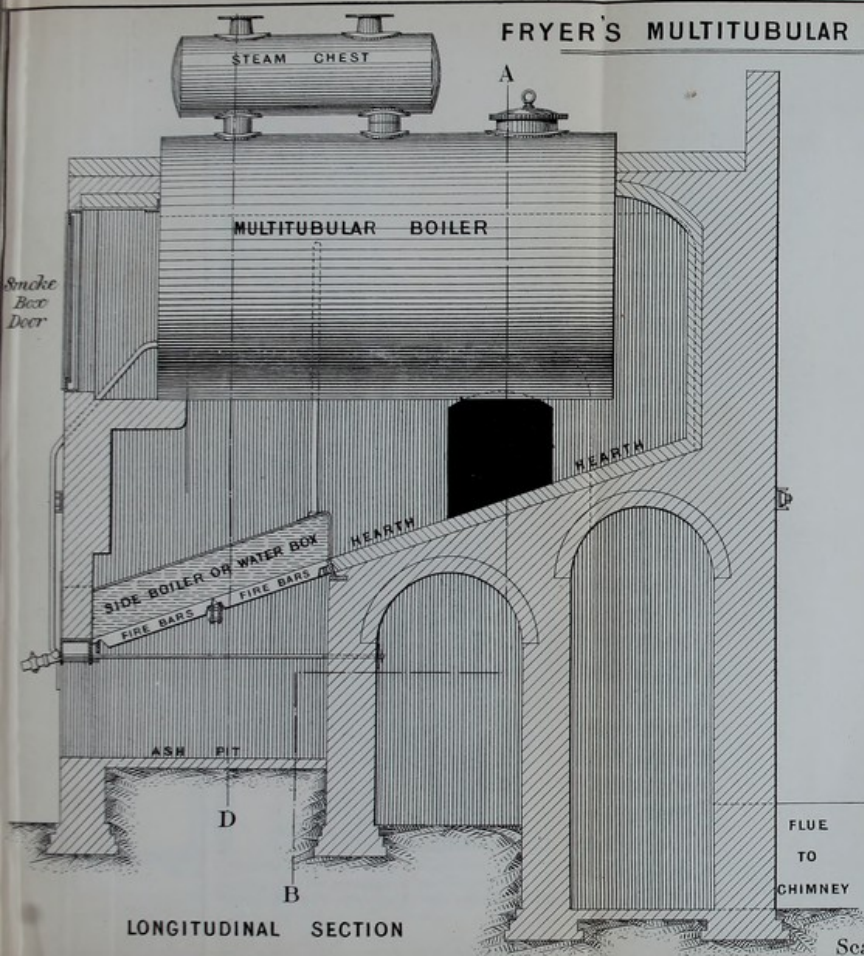 FRYER'S MULTITUBULAR
STEAM CHEST
A
MULTITUBULAR BOILER
Smoke
Box
Door
HEARTH
HEARTH
SIDE BOILER OR WATER BOX
FIRE BARS
FIRE BARS
ASH PIT
D
B
FLUE
TO
CHIMNEY
LONGITUDINAL SECTION
Sca